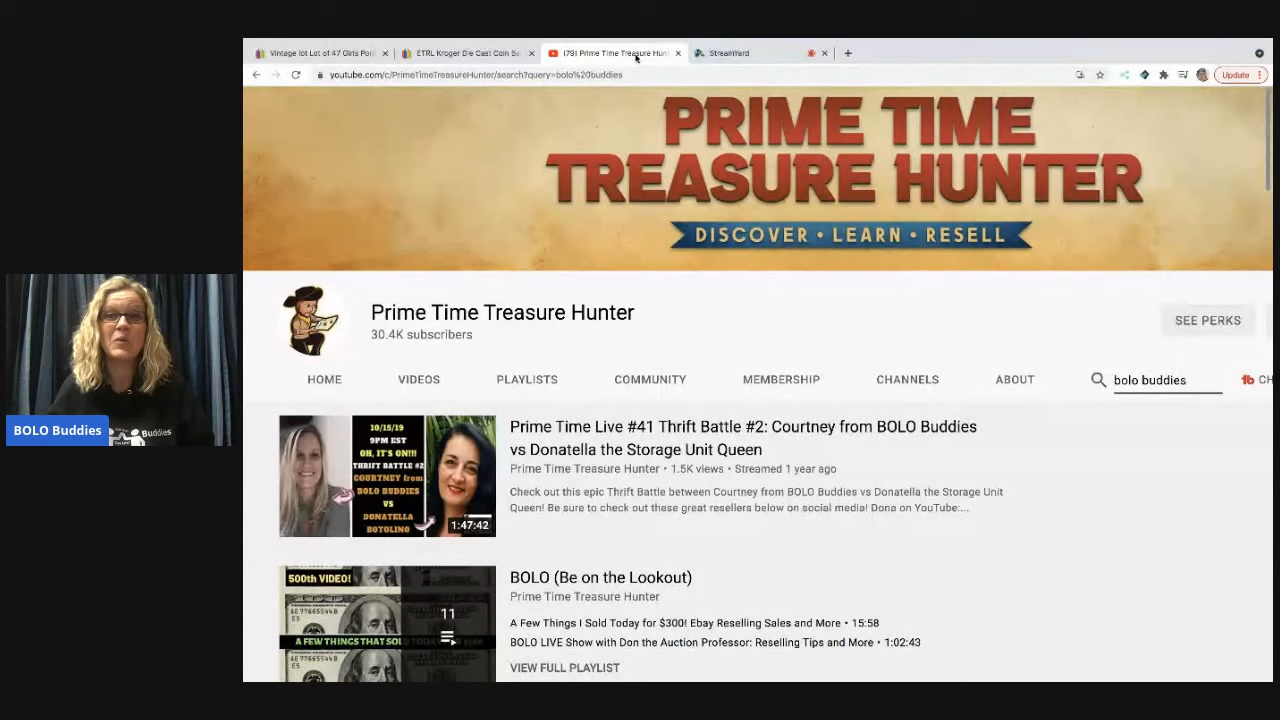 Vintage lot Lot of 47 Girls Pon
ETRL Kroger Die Cast Coin Ba
(79) Prime Time Treasure Hun
StreamYard
youtube.com/c/PrimeTimeTreasureHunter/search?query=bolo%20buddies
Update
PRIME TIME
TREASURE HUNTER
DISCOVER • LEARN • RESELL
Prime Time Treasure Hunter
30.4K subscribers
SEE PERKS
HOME VIDEOS PLAYLISTS COMMUNITY MEMBERSHIP CHANNELS ABOUT bolo buddies CH
10/15/19
9PM EST
OH, IT'S ON!!!
THRIFT BATTLE #2
COURTNEY from
BOLO BUDDIES
VS
DONATELLA
BOTOLINO
1:47:42
Prime Time Live #41 Thrift Battle #2: Courtney from BOLO Buddies
vs Donatella the Storage Unit Queen
Prime Time Treasure Hunter • 1.5K views • Streamed 1 year ago
Check out this epic Thrift Battle between Courtney from BOLO Buddies vs Donatella the Storage Unit
Queen! Be sure to check out these great resellers below on social media! Dona on YouTube:...
BOLO Buddies
Buddies
500th VIDEO!
11
A FEW THINGS THAT SOL
BOLO (Be on the Lookout)
Prime Time Treasure Hunter
A Few Things I Sold Today for $300! Ebay Reselling Sales and More • 15:58
BOLO LIVE Show with Don the Auction Professor: Reselling Tips and More • 1:02:43
VIEW FULL PLAYLIST